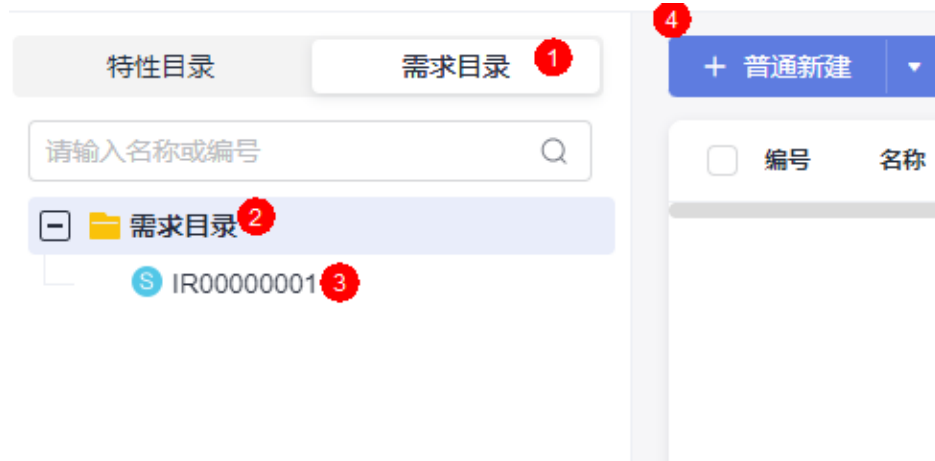 特性目录
需求目录 1
请输入名称或编号
需求目录 2
S IR00000001 3
4
+ 普通新建
编号 名称